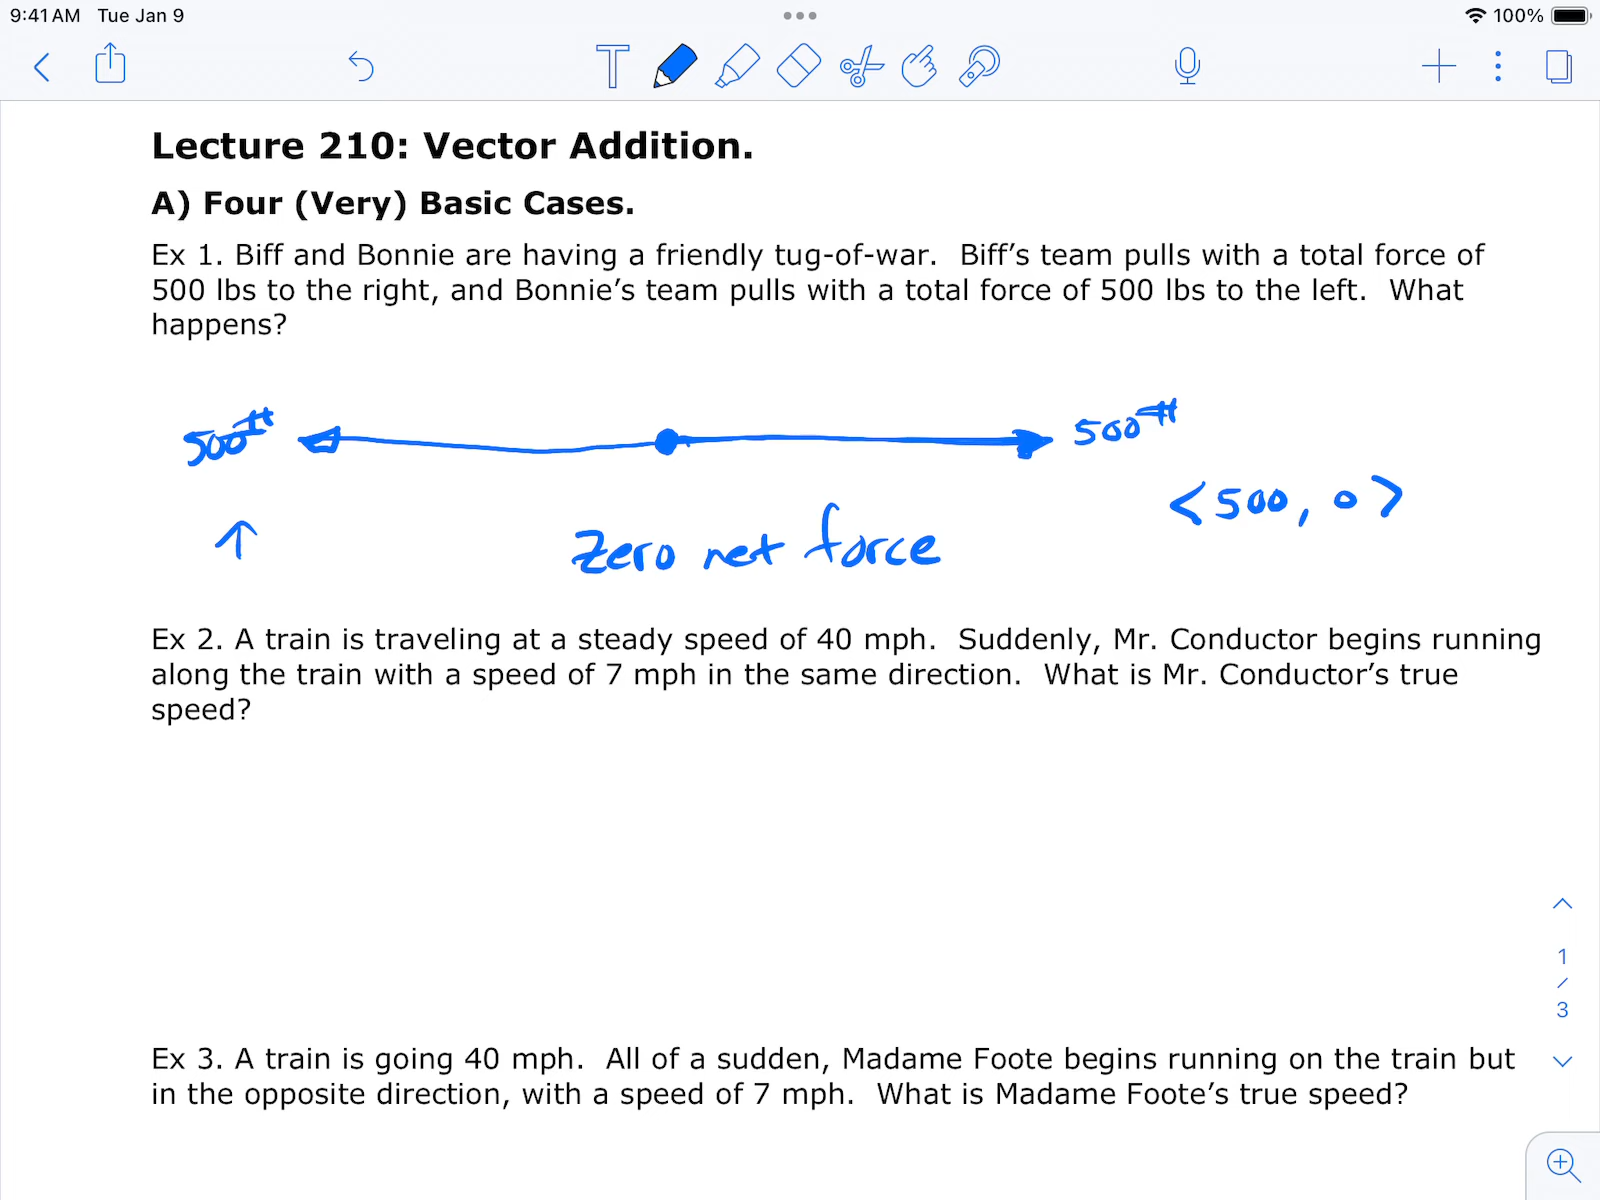 9:41 AM Tue Jan 9
100%
Lecture 210: Vector Addition.
A) Four (Very) Basic Cases.
Ex 1. Biff and Bonnie are having a friendly tug-of-war. Biff’s team pulls with a total force of
500 lbs to the right, and Bonnie’s team pulls with a total force of 500 lbs to the left. What
happens?
500# 500#
<500, 0>
Zero net force
Ex 2. A train is traveling at a steady speed of 40 mph. Suddenly, Mr. Conductor begins running
along the train with a speed of 7 mph in the same direction. What is Mr. Conductor’s true
speed?
1
/
3
Ex 3. A train is going 40 mph. All of a sudden, Madame Foote begins running on the train but
in the opposite direction, with a speed of 7 mph. What is Madame Foote’s true speed?